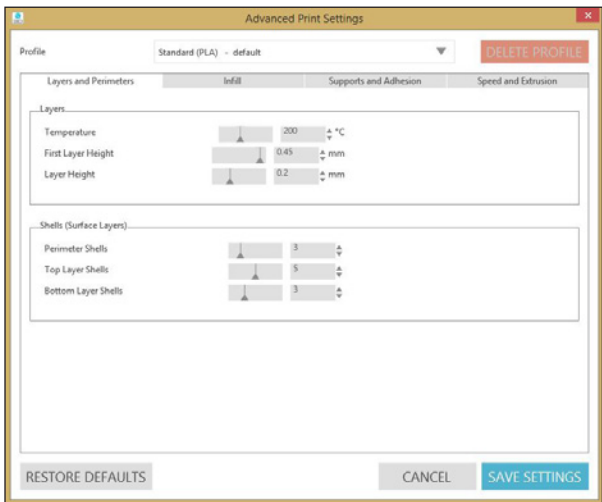 Advanced Print Settings
Profile Standard (PLA) - default DELETE PROFILE
Layers and Perimeters Infill Supports and Adhesion Speed and Extrusion
Layers
Temperature 200 °C
First Layer Height 0.45 mm
Layer Height 0.2 mm
Shells (Surface Layers)
Perimeter Shells 3
Top Layer Shells 5
Bottom Layer Shells 3
RESTORE DEFAULTS CANCEL SAVE SETTINGS